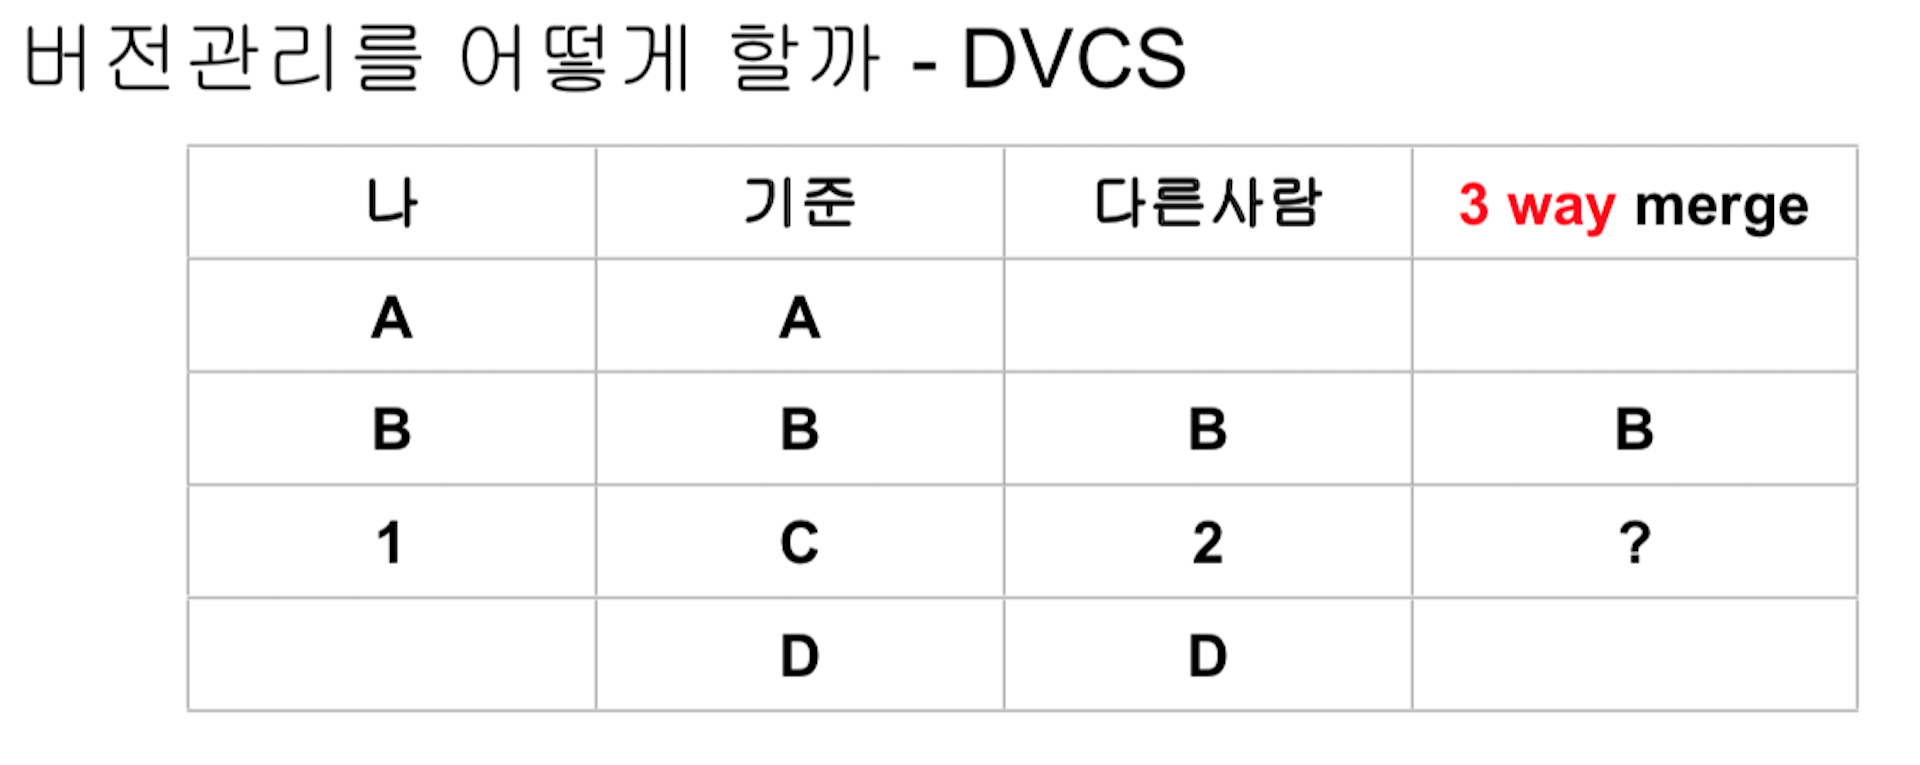 버전관리를 어떻게 할까 - DVCS
나 기준 다른사람 3 way merge
A A
B B B B
1 C 2 ?
D D